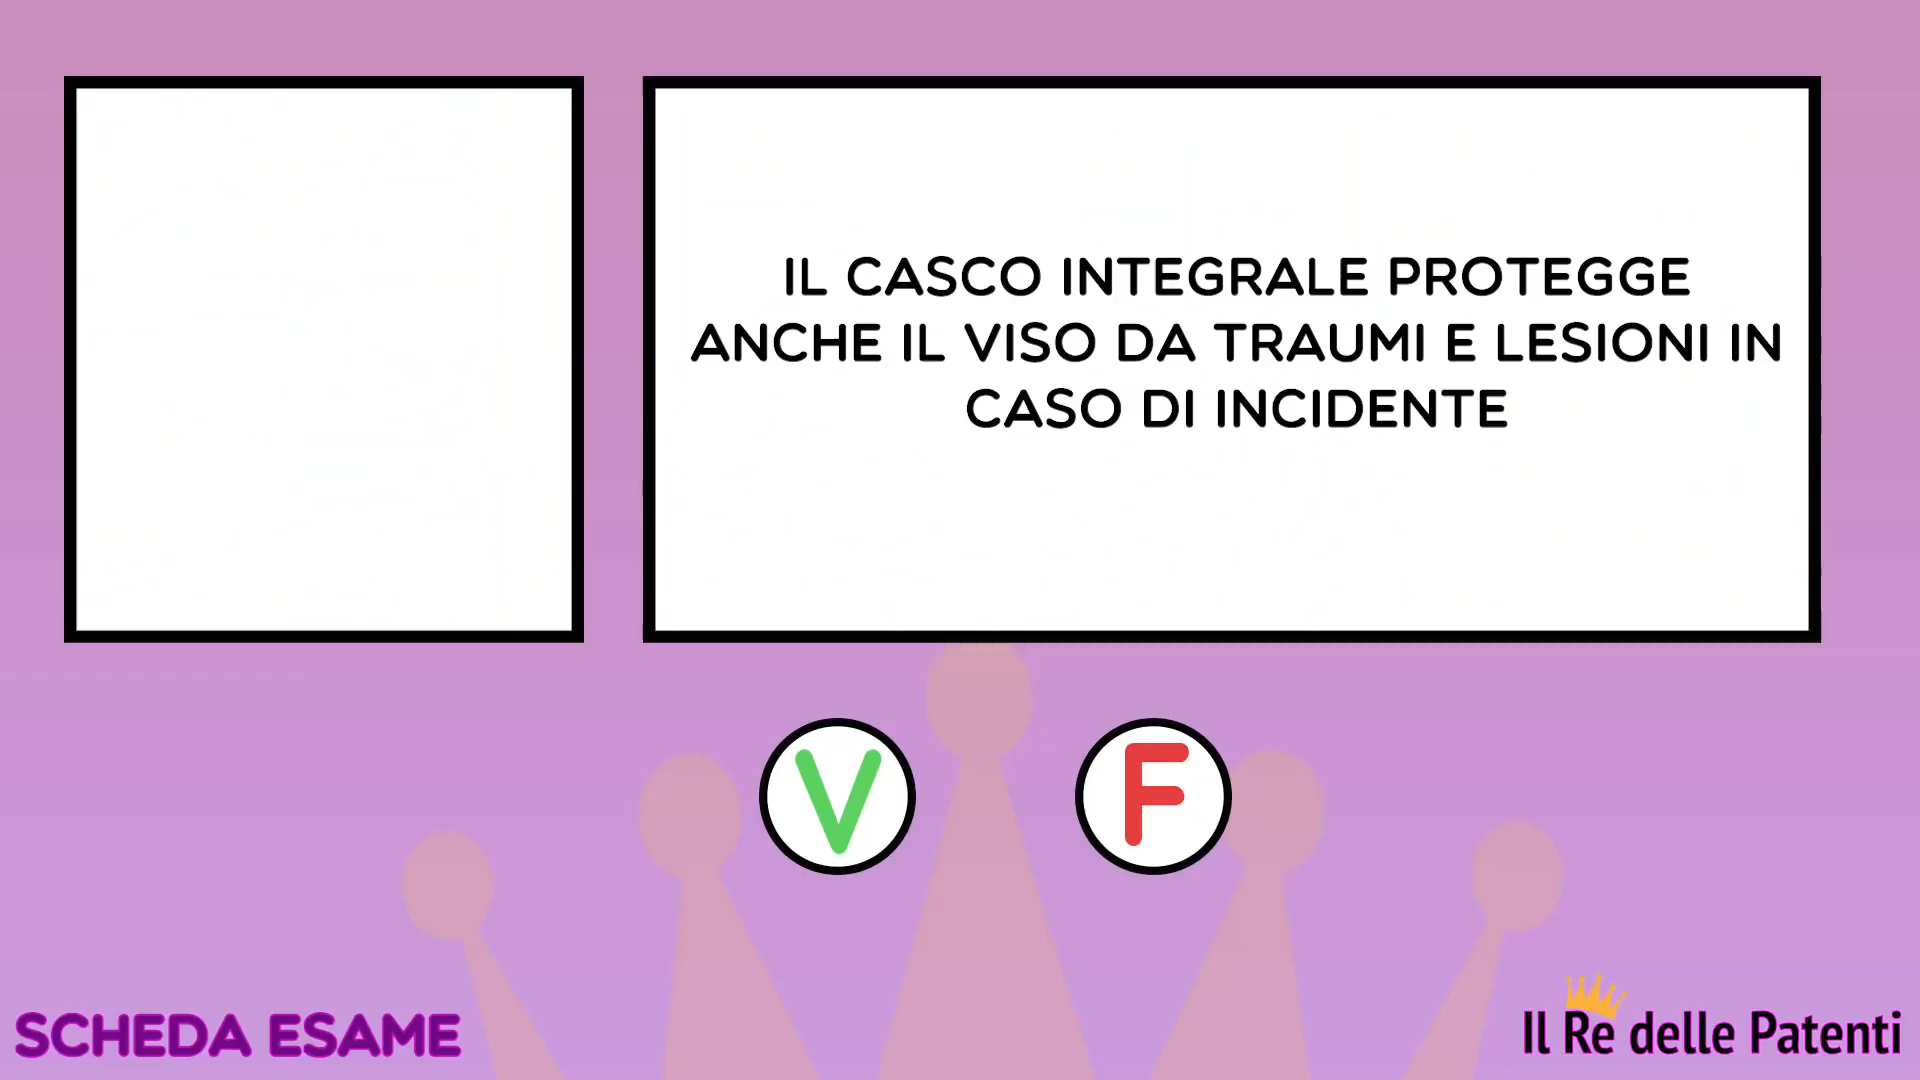 IL CASCO INTEGRALE PROTEGGE
ANCHE IL VISO DA TRAUMI E LESIONI IN
CASO DI INCIDENTE
V F
SCHEDA ESAME
Il Re delle Patenti